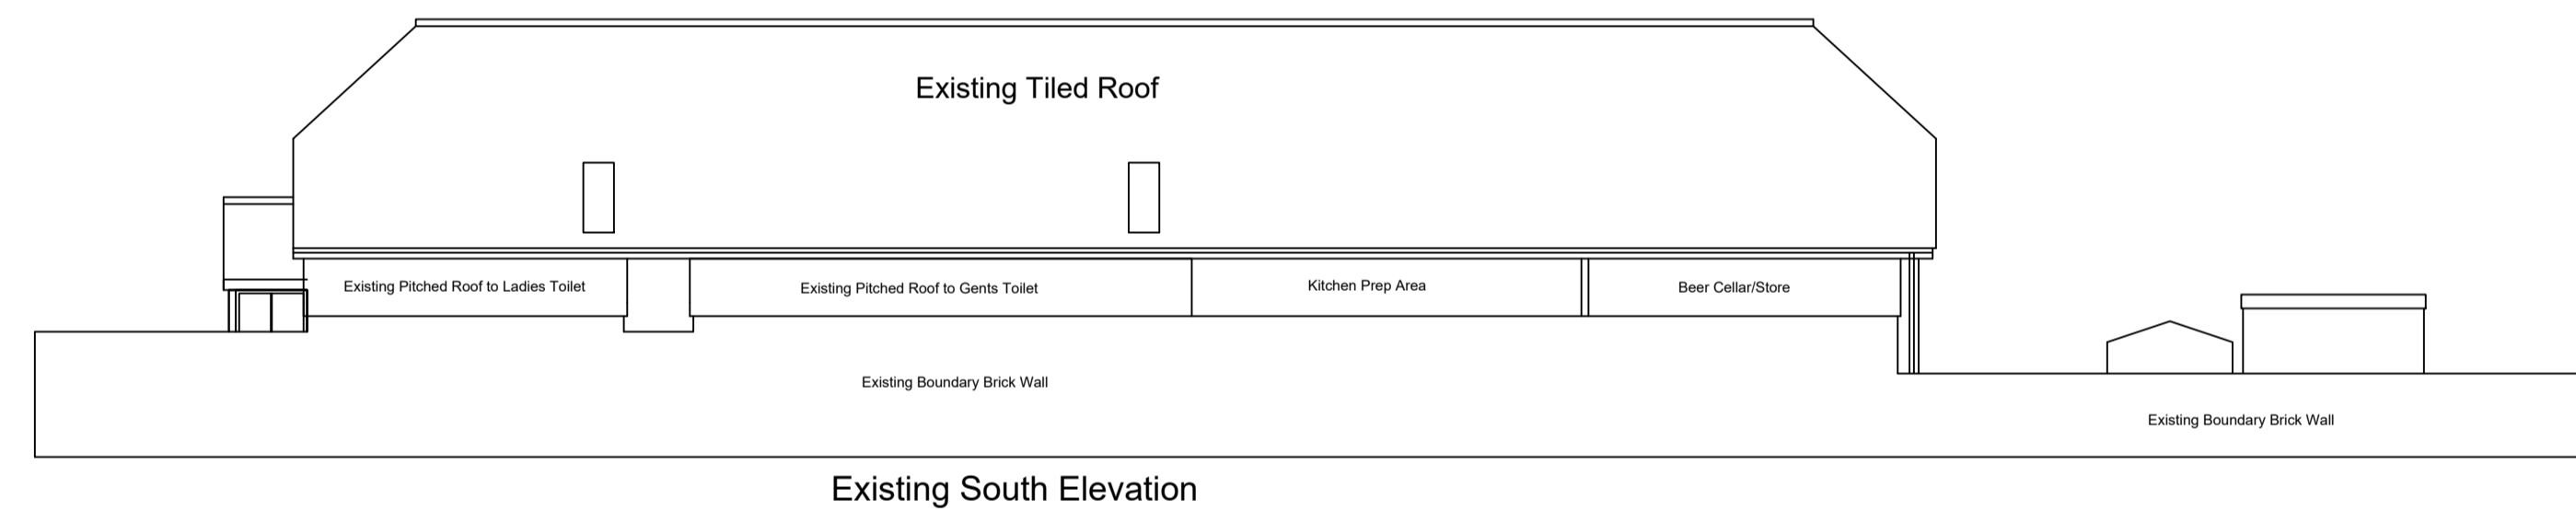 Existing Tiled Roof
Existing Pitched Roof to Ladies Toilet
Existing Pitched Roof to Gents Toilet
Kitchen Prep Area
Beer Cellar/Store
Existing Boundary Brick Wall
Existing Boundary Brick Wall
Existing South Elevation